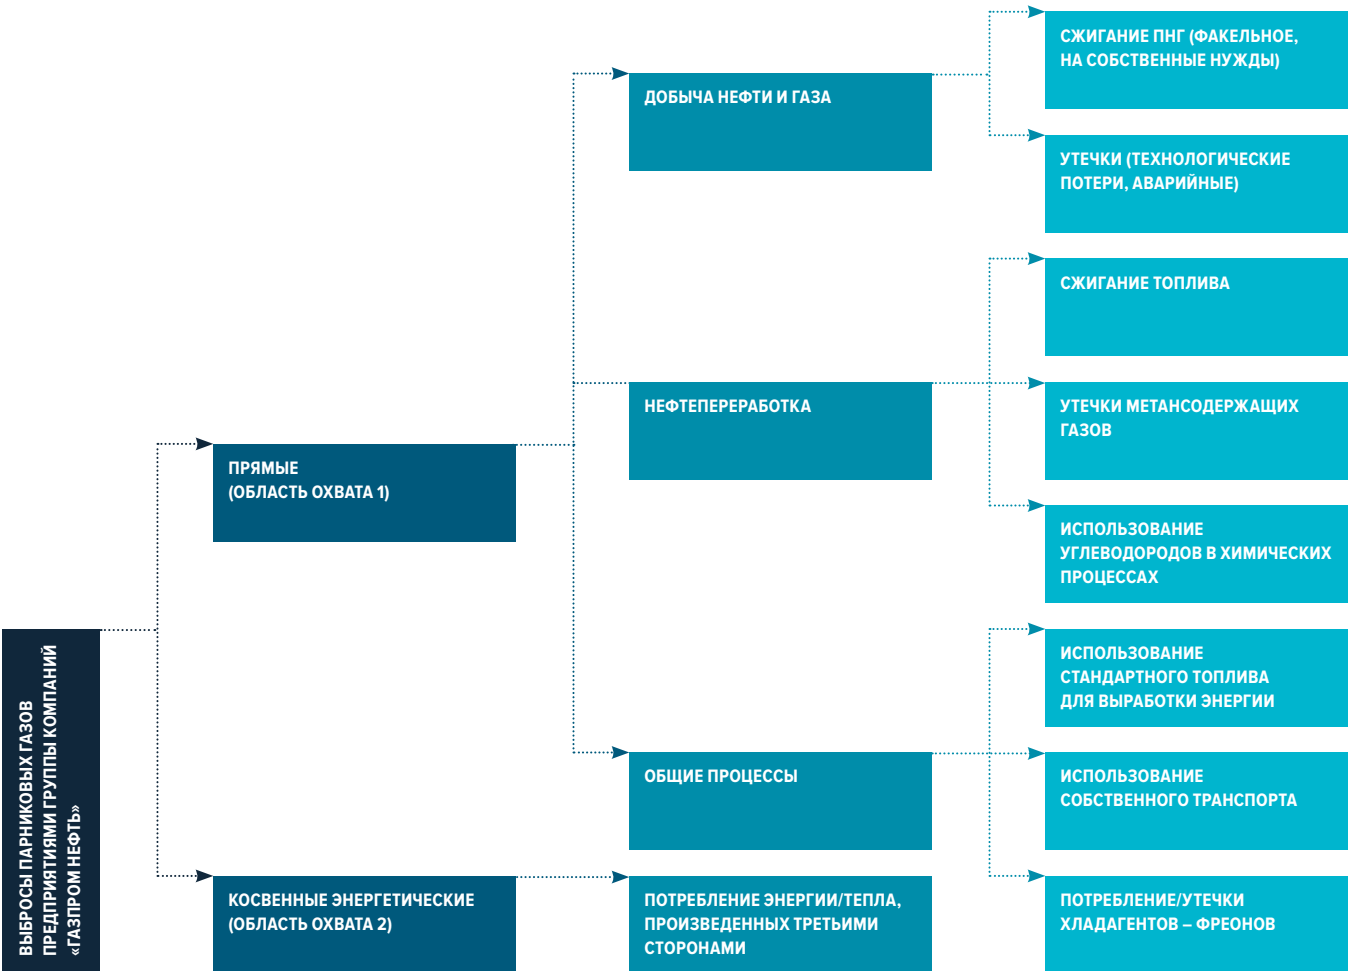 ВЫБРОСЫ ПАРНИКОВЫХ ГАЗОВ
ПРЕДПРИЯТИЯМИ ГРУППЫ КОМПАНИЙ
«ГАЗПРОМ НЕФТЬ»
ПРЯМЫЕ
(ОБЛАСТЬ ОХВАТА 1)
КОСВЕННЫЕ ЭНЕРГЕТИЧЕСКИЕ
(ОБЛАСТЬ ОХВАТА 2)
ДОБЫЧА НЕФТИ И ГАЗА
НЕФТЕПЕРЕРАБОТКА
ОБЩИЕ ПРОЦЕССЫ
ПОТРЕБЛЕНИЕ ЭНЕРГИИ/ТЕПЛА,
ПРОИЗВЕДЕННЫХ ТРЕТЬИМИ
СТОРОНАМИ
СЖИГАНИЕ ПНГ (ФАКЕЛЬНОЕ,
НА СОБСТВЕННЫЕ НУЖДЫ)
УТЕЧКИ (ТЕХНОЛОГИЧЕСКИЕ
ПОТЕРИ, АВАРИЙНЫЕ)
СЖИГАНИЕ ТОПЛИВА
УТЕЧКИ МЕТАНСОДЕРЖАЩИХ
ГАЗОВ
ИСПОЛЬЗОВАНИЕ
УГЛЕВОДОРОДОВ В ХИМИЧЕСКИХ
ПРОЦЕССАХ
ИСПОЛЬЗОВАНИЕ
СТАНДАРТНОГО ТОПЛИВА
ДЛЯ ВЫРАБОТКИ ЭНЕРГИИ
ИСПОЛЬЗОВАНИЕ
СОБСТВЕННОГО ТРАНСПОРТА
ПОТРЕБЛЕНИЕ/УТЕЧКИ
ХЛАДАГЕНТОВ – ФРЕОНОВ